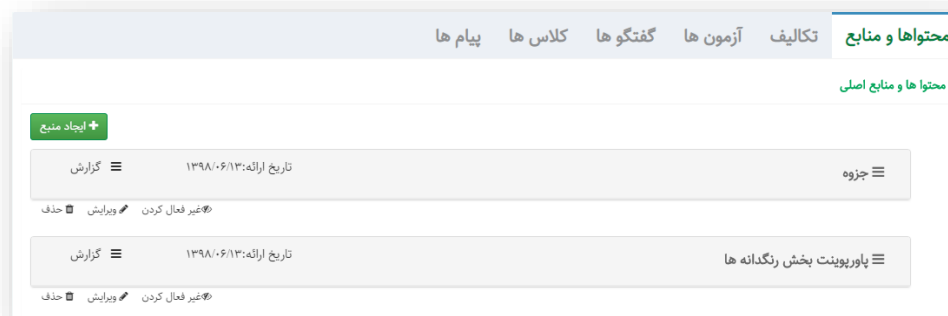 محتواها و منابع تکالیف آزمون ها گفتگو ها کلاس ها پیام ها
محتوا ها و منابع اصلی
ایجاد منبع
جزوه تاریخ ارائه:۱۳۹۸/۰۶/۱۳ گزارش
غیر فعال کردن ویرایش حذف
پاورپوینت بخش رنگدانه ها تاریخ ارائه:۱۳۹۸/۰۶/۱۳ گزارش
غیر فعال کردن ویرایش حذف